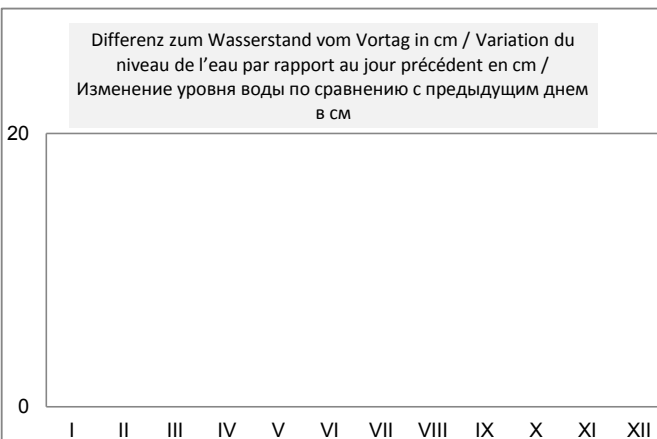 Differenz zum Wasserstand vom Vortag in cm / Variation du
niveau de l'eau par rapport au jour précédent en cm /
Изменение уровня воды по сравнению с предыдущим днем
в см
20
0
I II III IV V VI VII VIII IX X XI XII